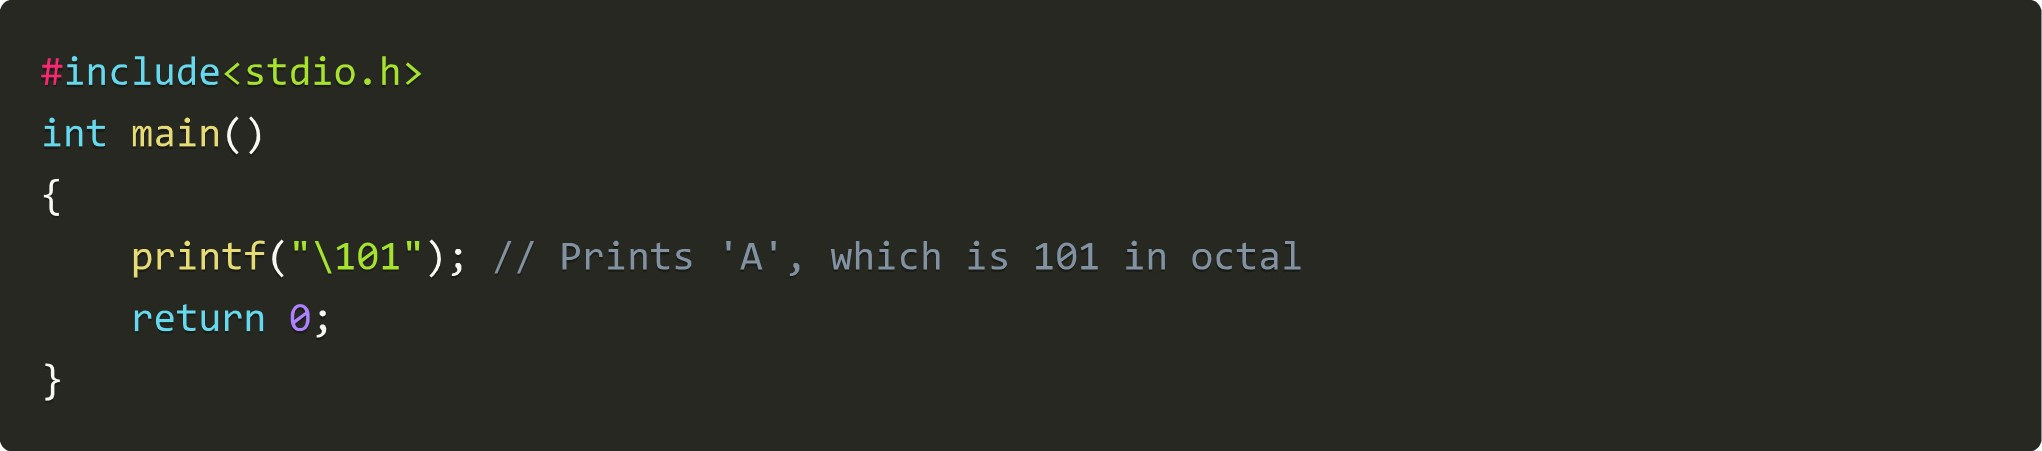 #include<stdio.h>
int main()
{
    printf("\101"); // Prints 'A', which is 101 in octal
    return 0;
}